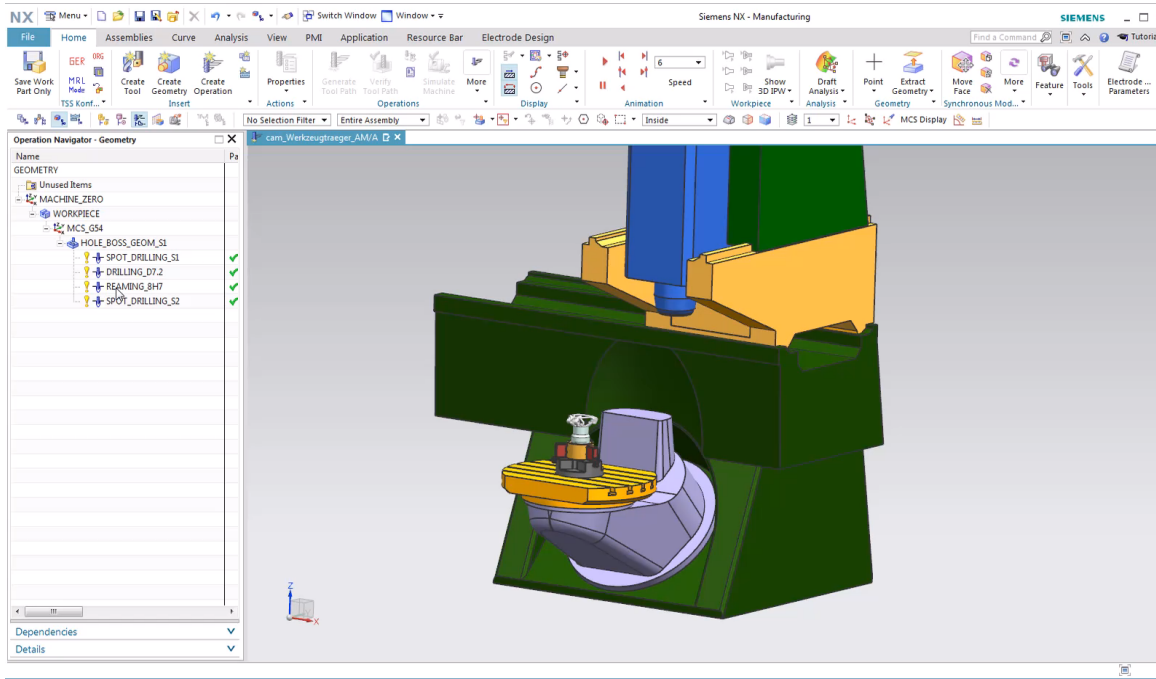 NX Menu Switch Window Window Siemens NX - Manufacturing SIEMENS
File Home Assemblies Curve Analysis View PMI Application Resource Bar Electrode Design Find a Command Tutoria
Save Work Part Only
GER ORG
MRL Mode
Create Tool
Create Geometry
Create Operation
Properties
Generate Tool Path
Verify Tool Path
Simulate Machine
More
6
Speed
Show 3D IPW
Draft Analysis
Point
Extract Geometry
Move Face
More
Feature
Tools
Electrode ... Parameters
TSS Konf... Insert Actions Operations Display Animation Workpiece Analysis Geometry Synchronous Mod...
No Selection Filter Entire Assembly Inside 1 MCS Display
Operation Navigator - Geometry X
cam_Werkzeugtraeger_AM/A
Name Pa
GEOMETRY
Unused Items
MACHINE_ZERO
WORKPIECE
MCS_G54
HOLE_BOSS_GEOM_S1
SPOT_DRILLING_S1
DRILLING_D7.2
REAMING_8H7
SPOT_DRILLING_S2
Z
X
Dependencies
Details